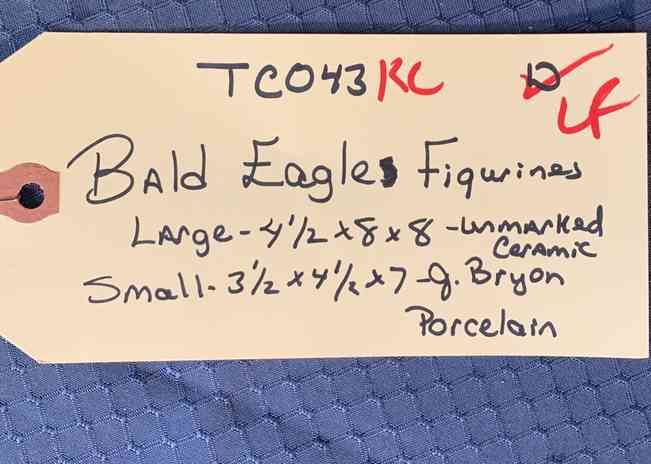 TC043 RC D LF
Bald Eagles Figurines
Large - 4 1/2 x 8 x 8 - Unmarked
Ceramic
Small - 3 1/2 x 4 1/2 x 7 - J. Bryon
Porcelain